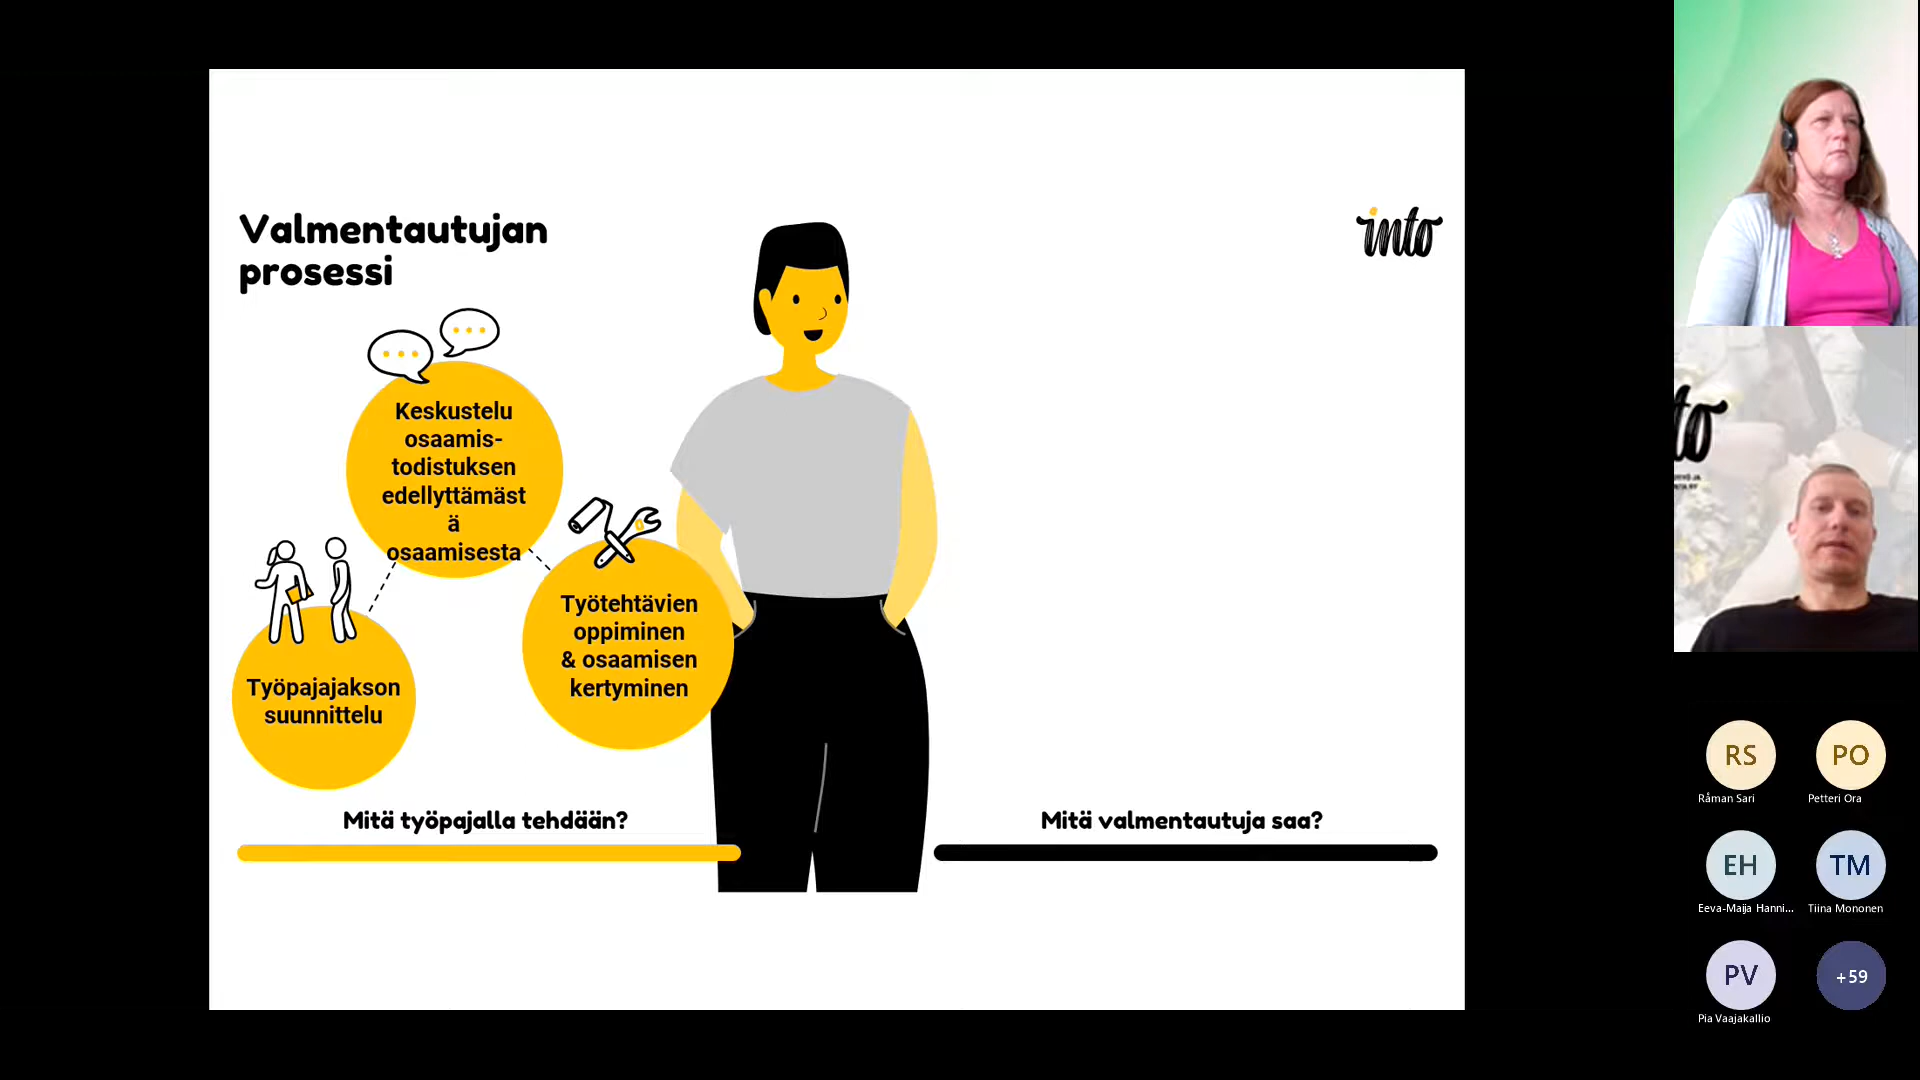 Valmentautujan
prosessi
into
Keskustelu
osaamis-
todistuksen
edellyttämäst
ä
osaamisesta
Työtehtävien
oppiminen
& osaamisen
kertyminen
Työpajajakson
suunnittelu
Mitä työpajalla tehdään?
Mitä valmentautuja saa?
to
RS
PO
Råman Sari
Petteri Ora
EH
TM
Eeva-Maija Hanni...
Tiina Mononen
PV
+59
Pia Vaajakallio